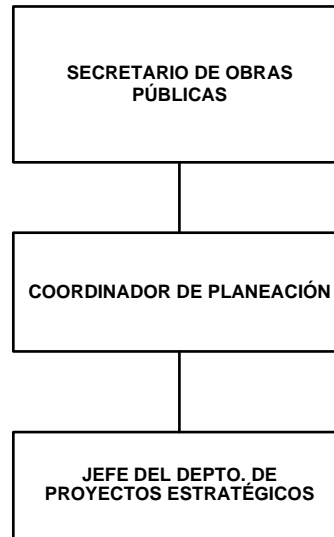 SECRETARIO DE OBRAS
PÚBLICAS
COORDINADOR DE PLANEACIÓN
JEFE DEL DEPTO. DE
PROYECTOS ESTRATÉGICOS